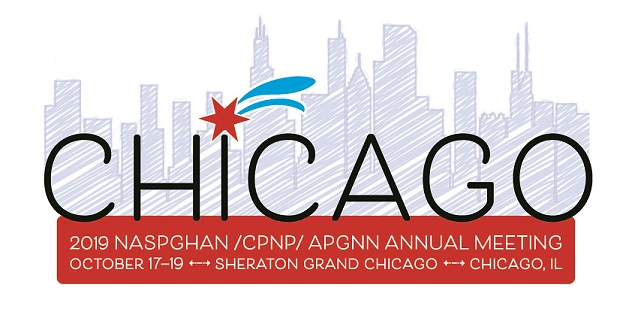 CHICAGO
2019 NASPGHAN /CPNP/ APGNN ANNUAL MEETING
OCTOBER 17–19 ↔ SHERATON GRAND CHICAGO ↔ CHICAGO, IL